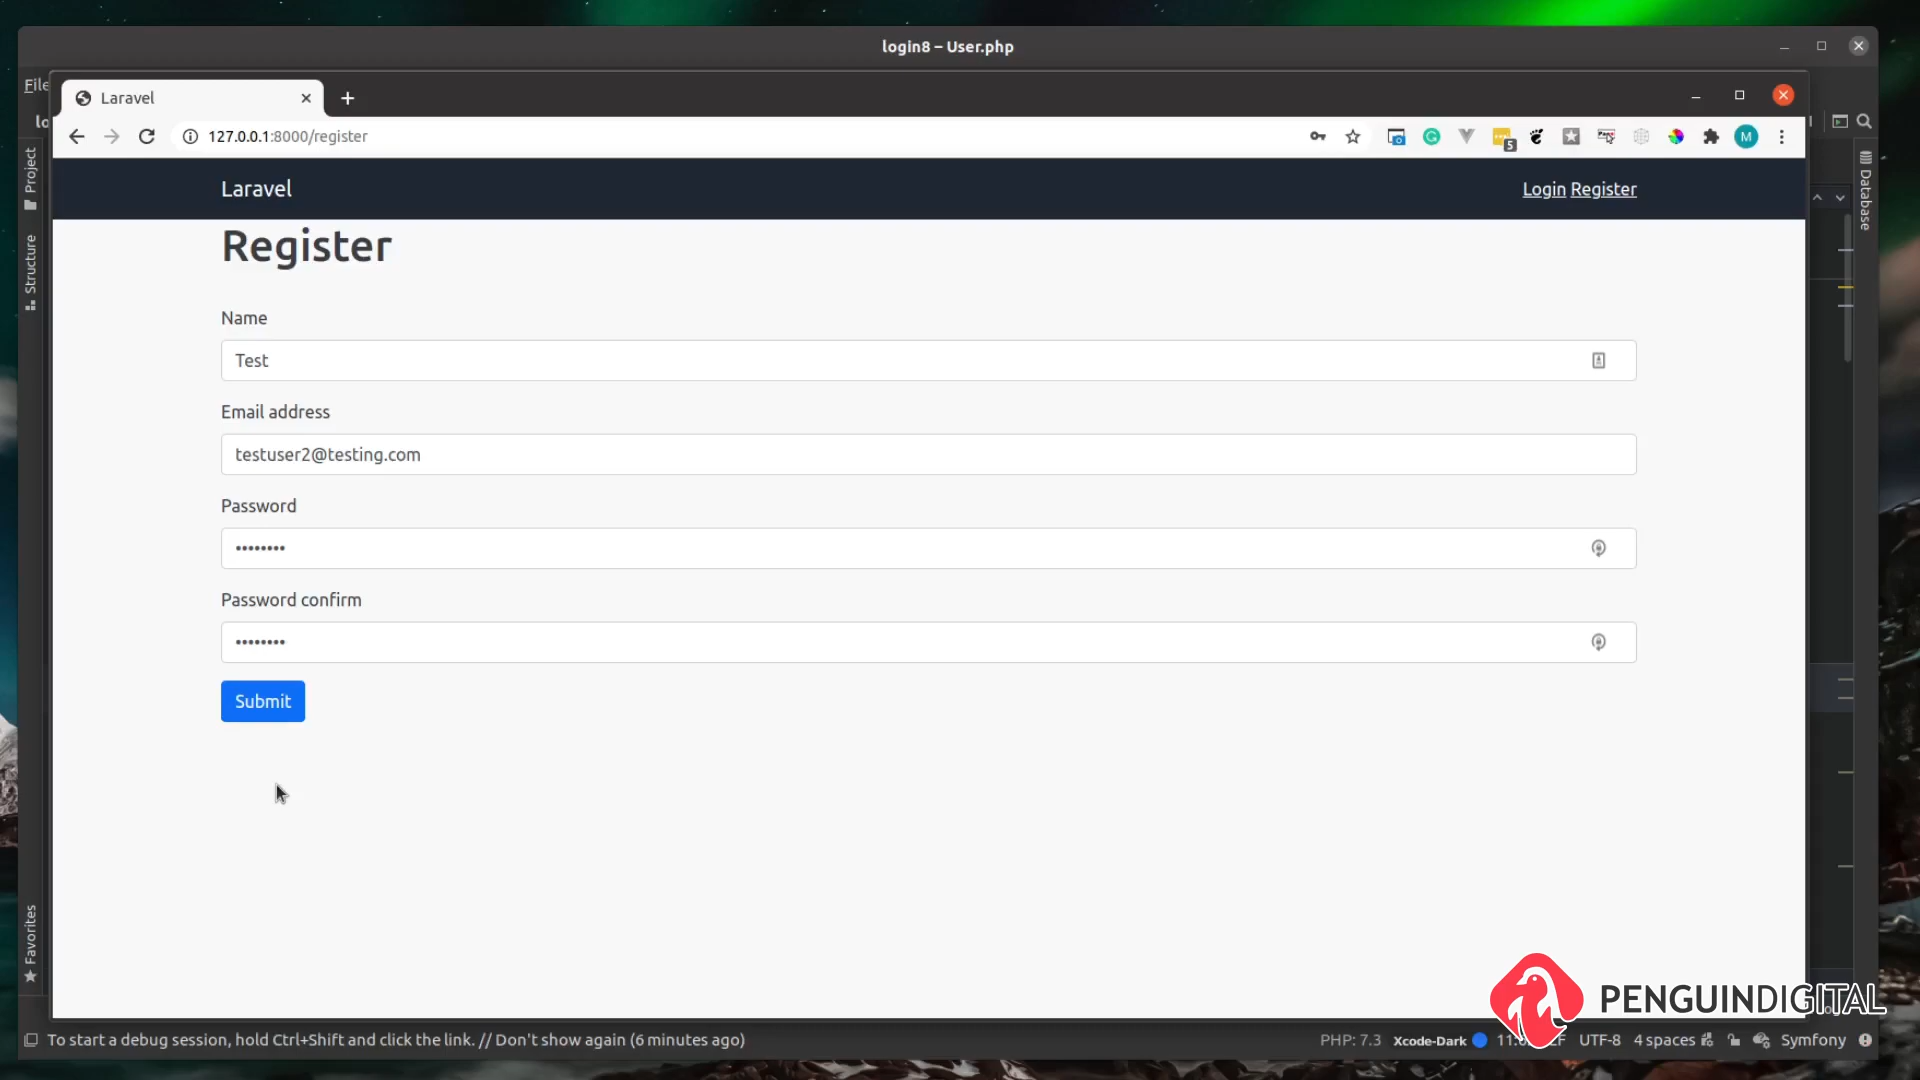 login8 – User.php
File
Laravel
lo
127.0.0.1:8000/register
5
M
Project
Structure
Favorites
Database
Laravel
Login Register
Register
Name
Test
Email address
testuser2@testing.com
Password
••••••••
Password confirm
••••••••
Submit
PENGUINDIGITAL
To start a debug session, hold Ctrl+Shift and click the link. // Don't show again (6 minutes ago)
PHP: 7.3 Xcode-Dark UTF-8 4 spaces Symfony